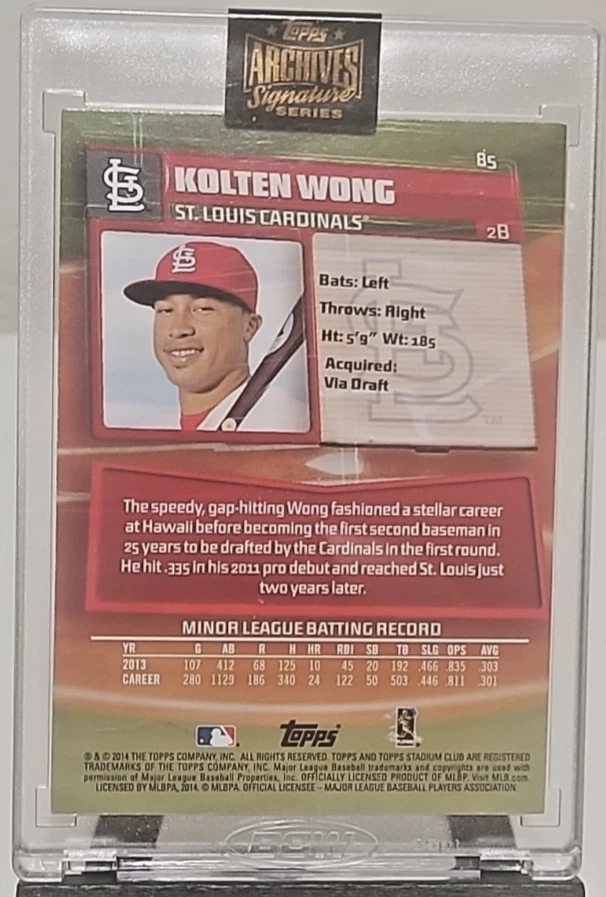 TOPPS
ARCHIVES
Signature
SERIES
85
KOLTEN WONG
ST. LOUIS CARDINALS®
2B
STL
Bats: Left
Throws: Right
Ht: 5'9" Wt: 185
Acquired:
Via Draft
TM
The speedy, gap-hitting Wong fashioned a stellar career
at Hawaii before becoming the first second baseman in
25 years to be drafted by the Cardinals in the first round.
He hit .335 in his 2011 pro debut and reached St. Louis just
two years later.
MINOR LEAGUE BATTING RECORD
YR G AB R H HR RBI SB TB SLG OPS AVG
2013 107 412 68 125 10 45 20 192 .466 .835 .303
CAREER 280 1129 186 340 24 122 50 503 .446 .811 .301
Topps
® & © 2014 THE TOPPS COMPANY, INC. ALL RIGHTS RESERVED. TOPPS AND TOPPS STADIUM CLUB ARE REGISTERED
TRADEMARKS OF THE TOPPS COMPANY, INC. Major League Baseball trademarks and copyrights are used with
permission of Major League Baseball Properties, Inc. OFFICIALLY LICENSED PRODUCT OF MLBP. Visit MLB.com.
LICENSED BY MLBPA, 2014. © MLBPA. OFFICIAL LICENSEE – MAJOR LEAGUE BASEBALL PLAYERS ASSOCIATION.